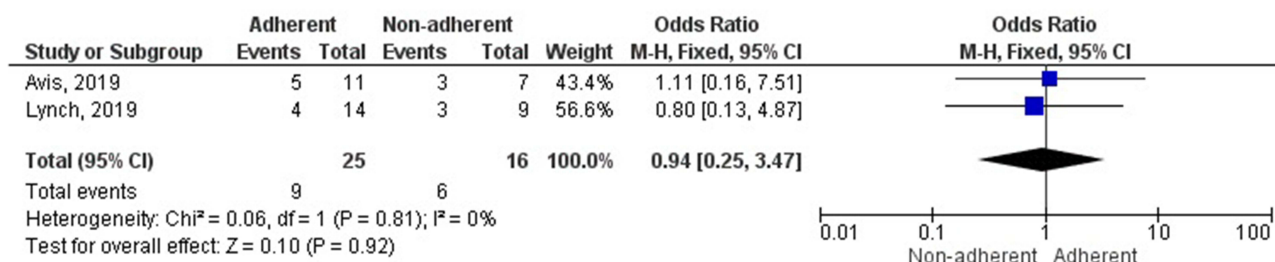 Adherent Non-adherent Odds Ratio Odds Ratio
Study or Subgroup Events Total Events Total Weight M-H, Fixed, 95% CI M-H, Fixed, 95% CI
Avis, 2019 5 11 3 7 43.4% 1.11 [0.16, 7.51]
Lynch, 2019 4 14 3 9 56.6% 0.80 [0.13, 4.87]
Total (95% CI) 25 16 100.0% 0.94 [0.25, 3.47]
Total events 9 6
Heterogeneity: Chi² = 0.06, df = 1 (P = 0.81); I² = 0%
Test for overall effect: Z = 0.10 (P = 0.92)
0.01 0.1 1 10 100
Non-adherent Adherent